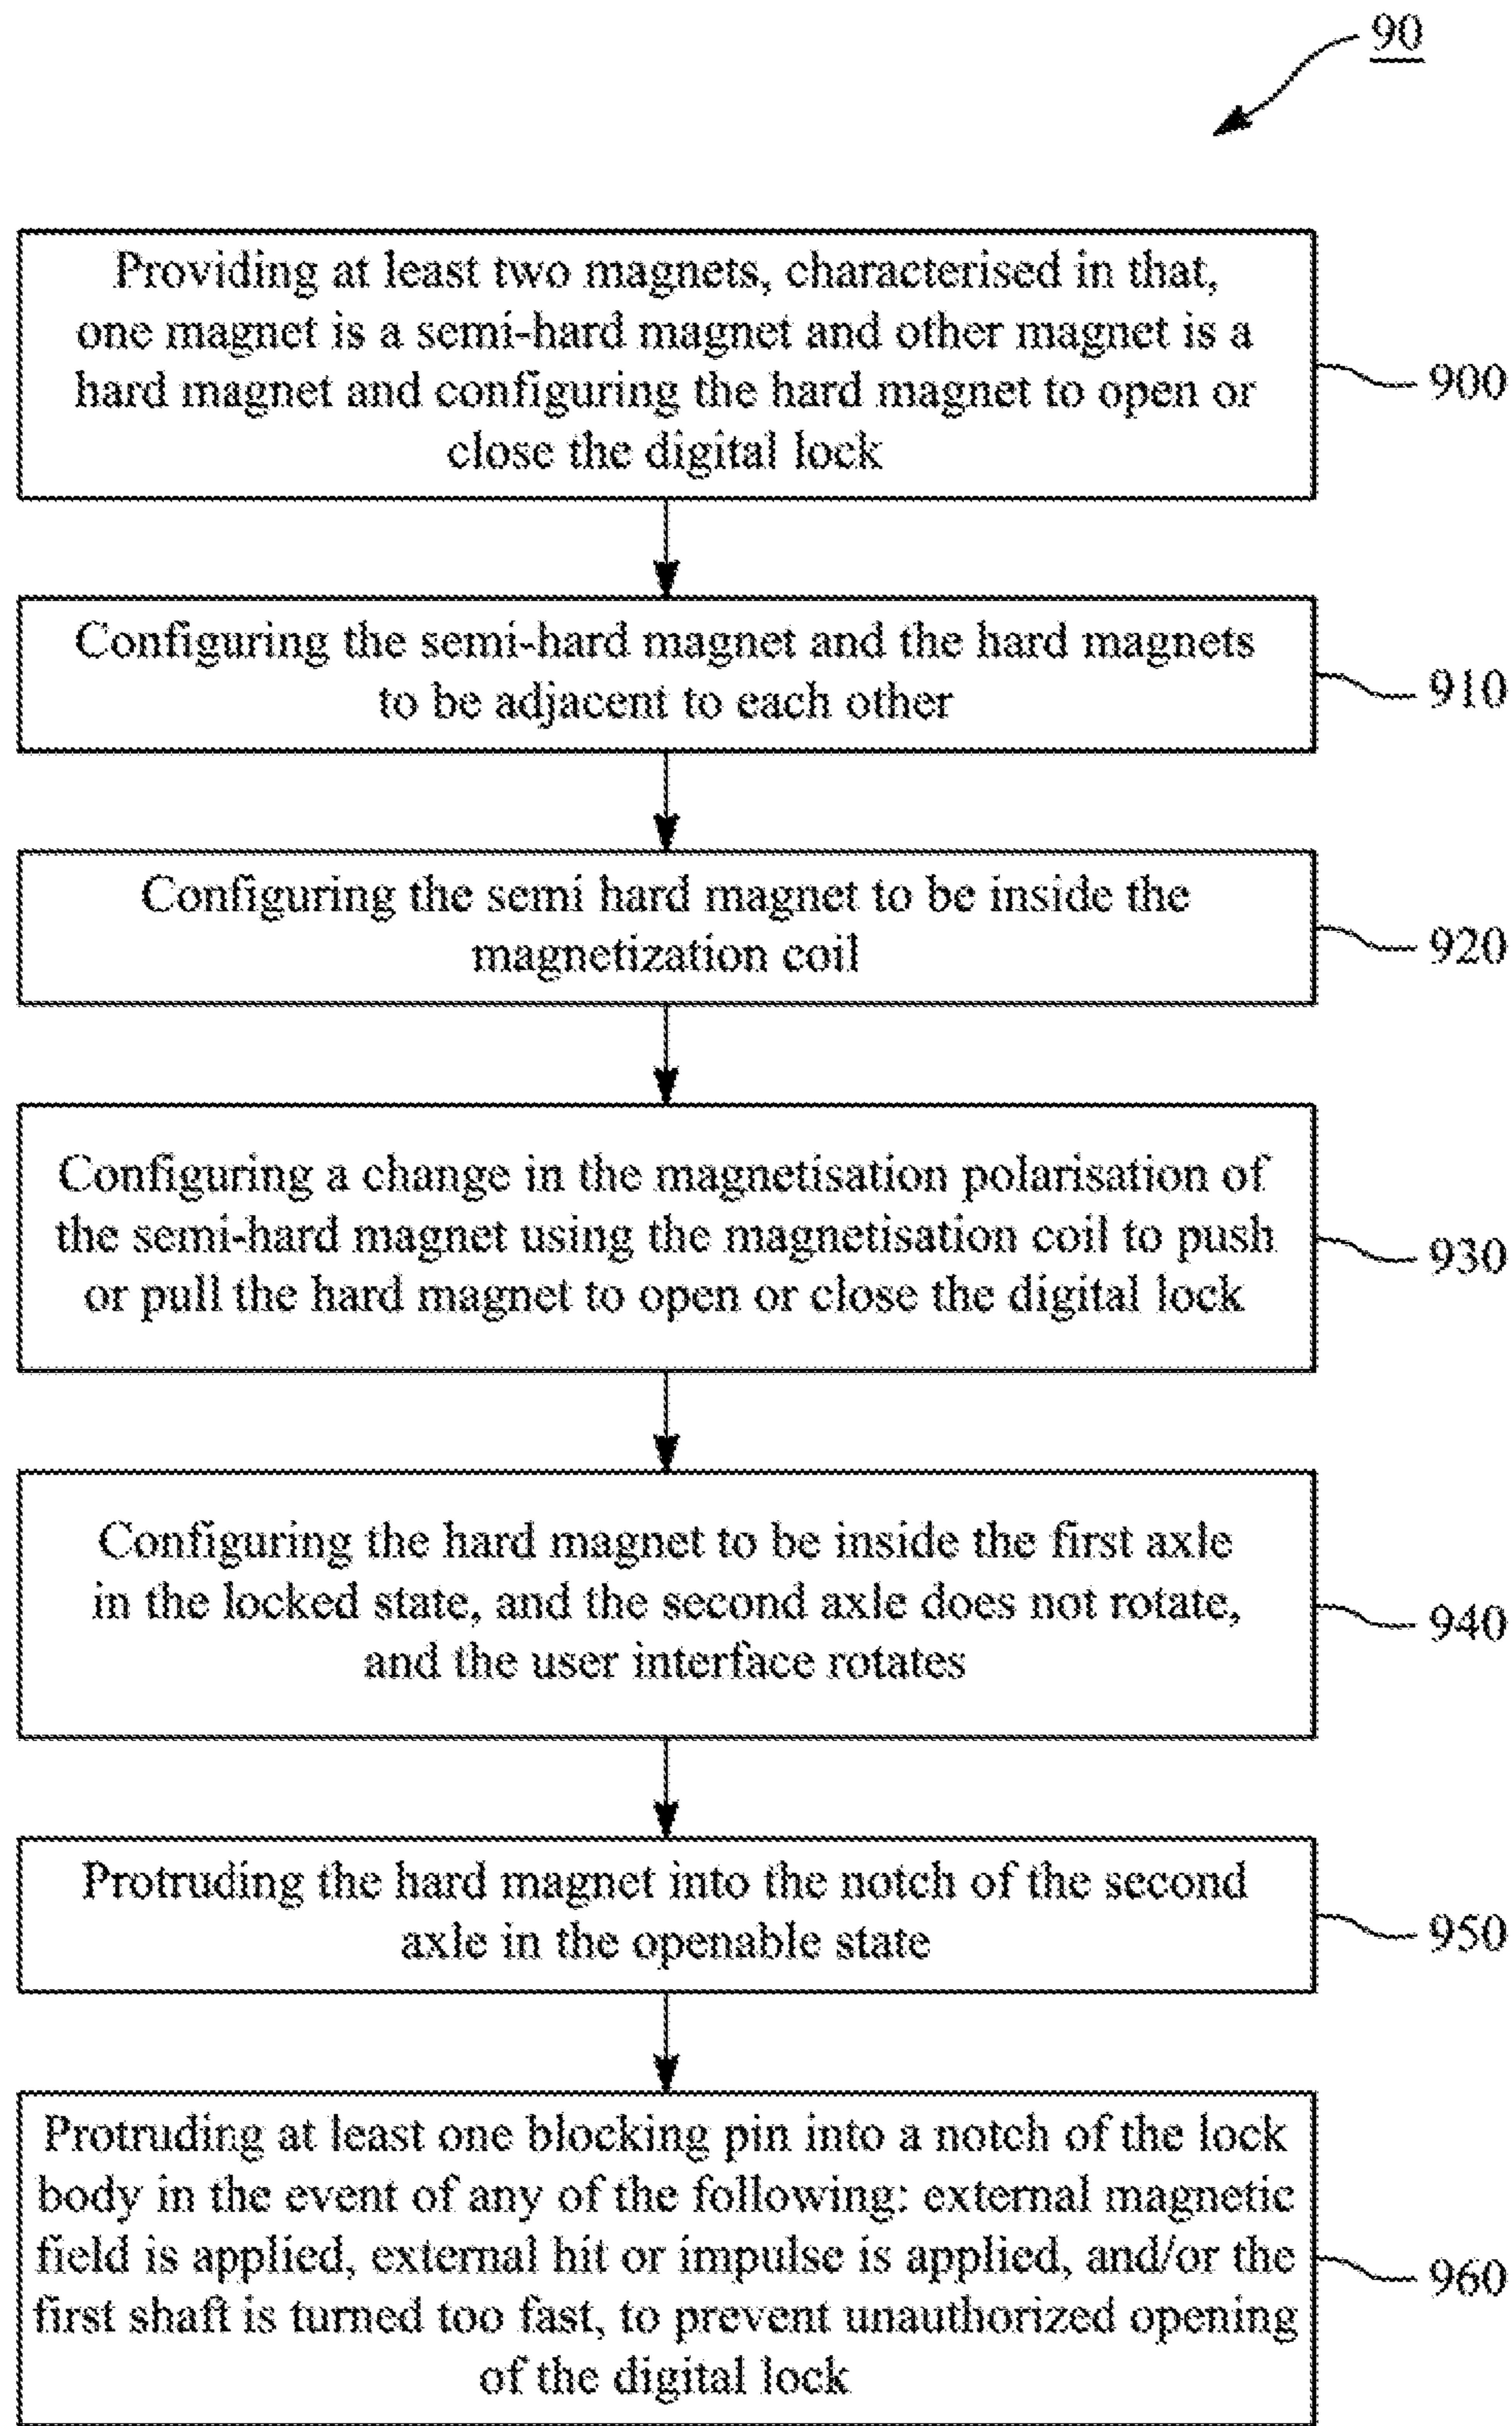 90
Providing at least two magnets, characterised in that,
one magnet is a semi-hard magnet and other magnet is a
hard magnet and configuring the hard magnet to open or
close the digital lock
900
Configuring the semi-hard magnet and the hard magnets
to be adjacent to each other
910
Configuring the semi hard magnet to be inside the
magnetization coil
920
Configuring a change in the magnetisation polarisation of
the semi-hard magnet using the magnetisation coil to push
or pull the hard magnet to open or close the digital lock
930
Configuring the hard magnet to be inside the first axle
in the locked state, and the second axle does not rotate,
and the user interface rotates
940
Protruding the hard magnet into the notch of the second
axle in the openable state
950
Protruding at least one blocking pin into a notch of the lock
body in the event of any of the following: external magnetic
field is applied, external hit or impulse is applied, and/or the
first shaft is turned too fast, to prevent unauthorized opening
of the digital lock
960